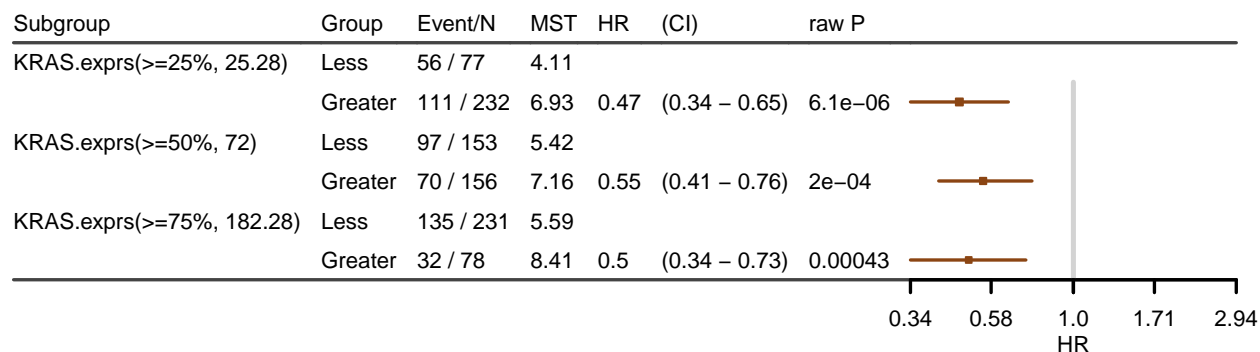 Subgroup Group Event/N MST HR (CI) raw P
KRAS.exprs(>=25%, 25.28) Less 56 / 77 4.11
Greater 111 / 232 6.93 0.47 (0.34 − 0.65) 6.1e−06
KRAS.exprs(>=50%, 72) Less 97 / 153 5.42
Greater 70 / 156 7.16 0.55 (0.41 − 0.76) 2e−04
KRAS.exprs(>=75%, 182.28) Less 135 / 231 5.59
Greater 32 / 78 8.41 0.5 (0.34 − 0.73) 0.00043
0.34 0.58 1.0 1.71 2.94
HR